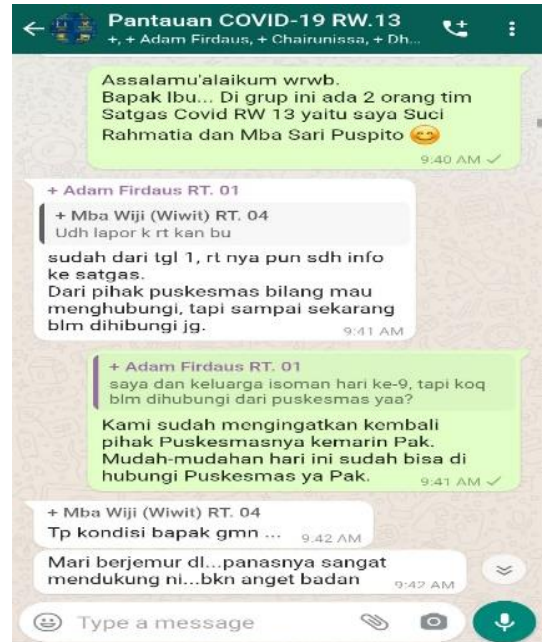 Pantauan COVID-19 RW.13
+, + Adam Firdaus, + Chairunissa, + Dh...
Assalamu'alaikum wrwb.
Bapak Ibu... Di grup ini ada 2 orang tim
Satgas Covid RW 13 yaitu saya Suci
Rahmatia dan Mba Sari Puspito 😊
9:40 AM ✓
+ Adam Firdaus RT. 01
+ Mba Wiji (Wiwit) RT. 04
Udh lapor k rt kan bu
sudah dari tgl 1, rt nya pun sdh info
ke satgas.
Dari pihak puskesmas bilang mau
menghubungi, tapi sampai sekarang
blm dihibungi jg.
9:41 AM
+ Adam Firdaus RT. 01
saya dan keluarga isoman hari ke-9, tapi koq
blm dihubungi dari puskesmas yaa?
Kami sudah mengingatkan kembali
pihak Puskesmasnya kemarin Pak.
Mudah-mudahan hari ini sudah bisa di
hubungi Puskesmas ya Pak.
9:41 AM ✓
+ Mba Wiji (Wiwit) RT. 04
Tp kondisi bapak gmn ...
9.42 AM
Mari berjemur dl...panasnya sangat
mendukung ni...bkn anget badan
9:42 AM
Type a message